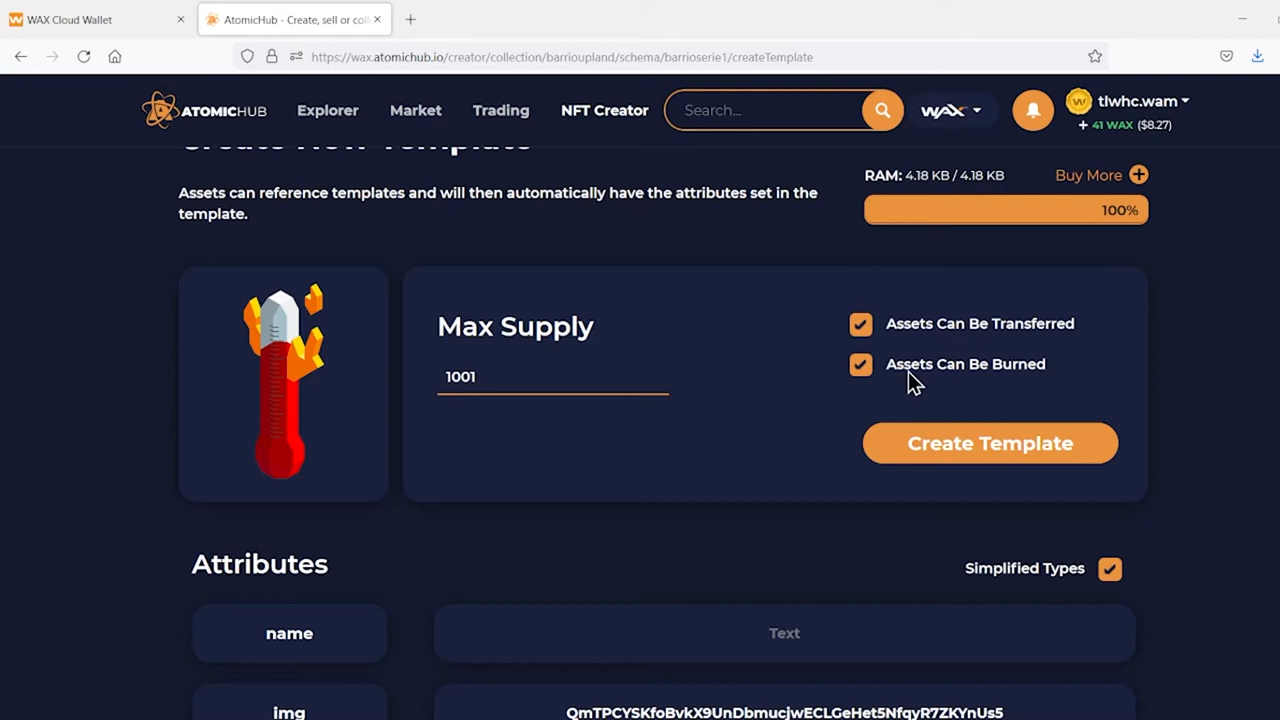 WAX Cloud Wallet
AtomicHub - Create, sell or coll
https://wax.atomichub.io/creator/collection/barrioupland/schema/barrioserie1/createTemplate
ATOMICHUB
Explorer
Market
Trading
NFT Creator
Search...
WAX
tlwhc.wam
+ 41 WAX ($8.27)
Create New Template
Assets can reference templates and will then automatically have the attributes set in the
template.
RAM: 4.18 KB / 4.18 KB
Buy More
100%
Max Supply
1001
Assets Can Be Transferred
Assets Can Be Burned
Create Template
Attributes
Simplified Types
name
Text
img
QmTPCYSKfoBvkX9UnDbmucjwECLGeHet5NfqyR7ZKYnUs5